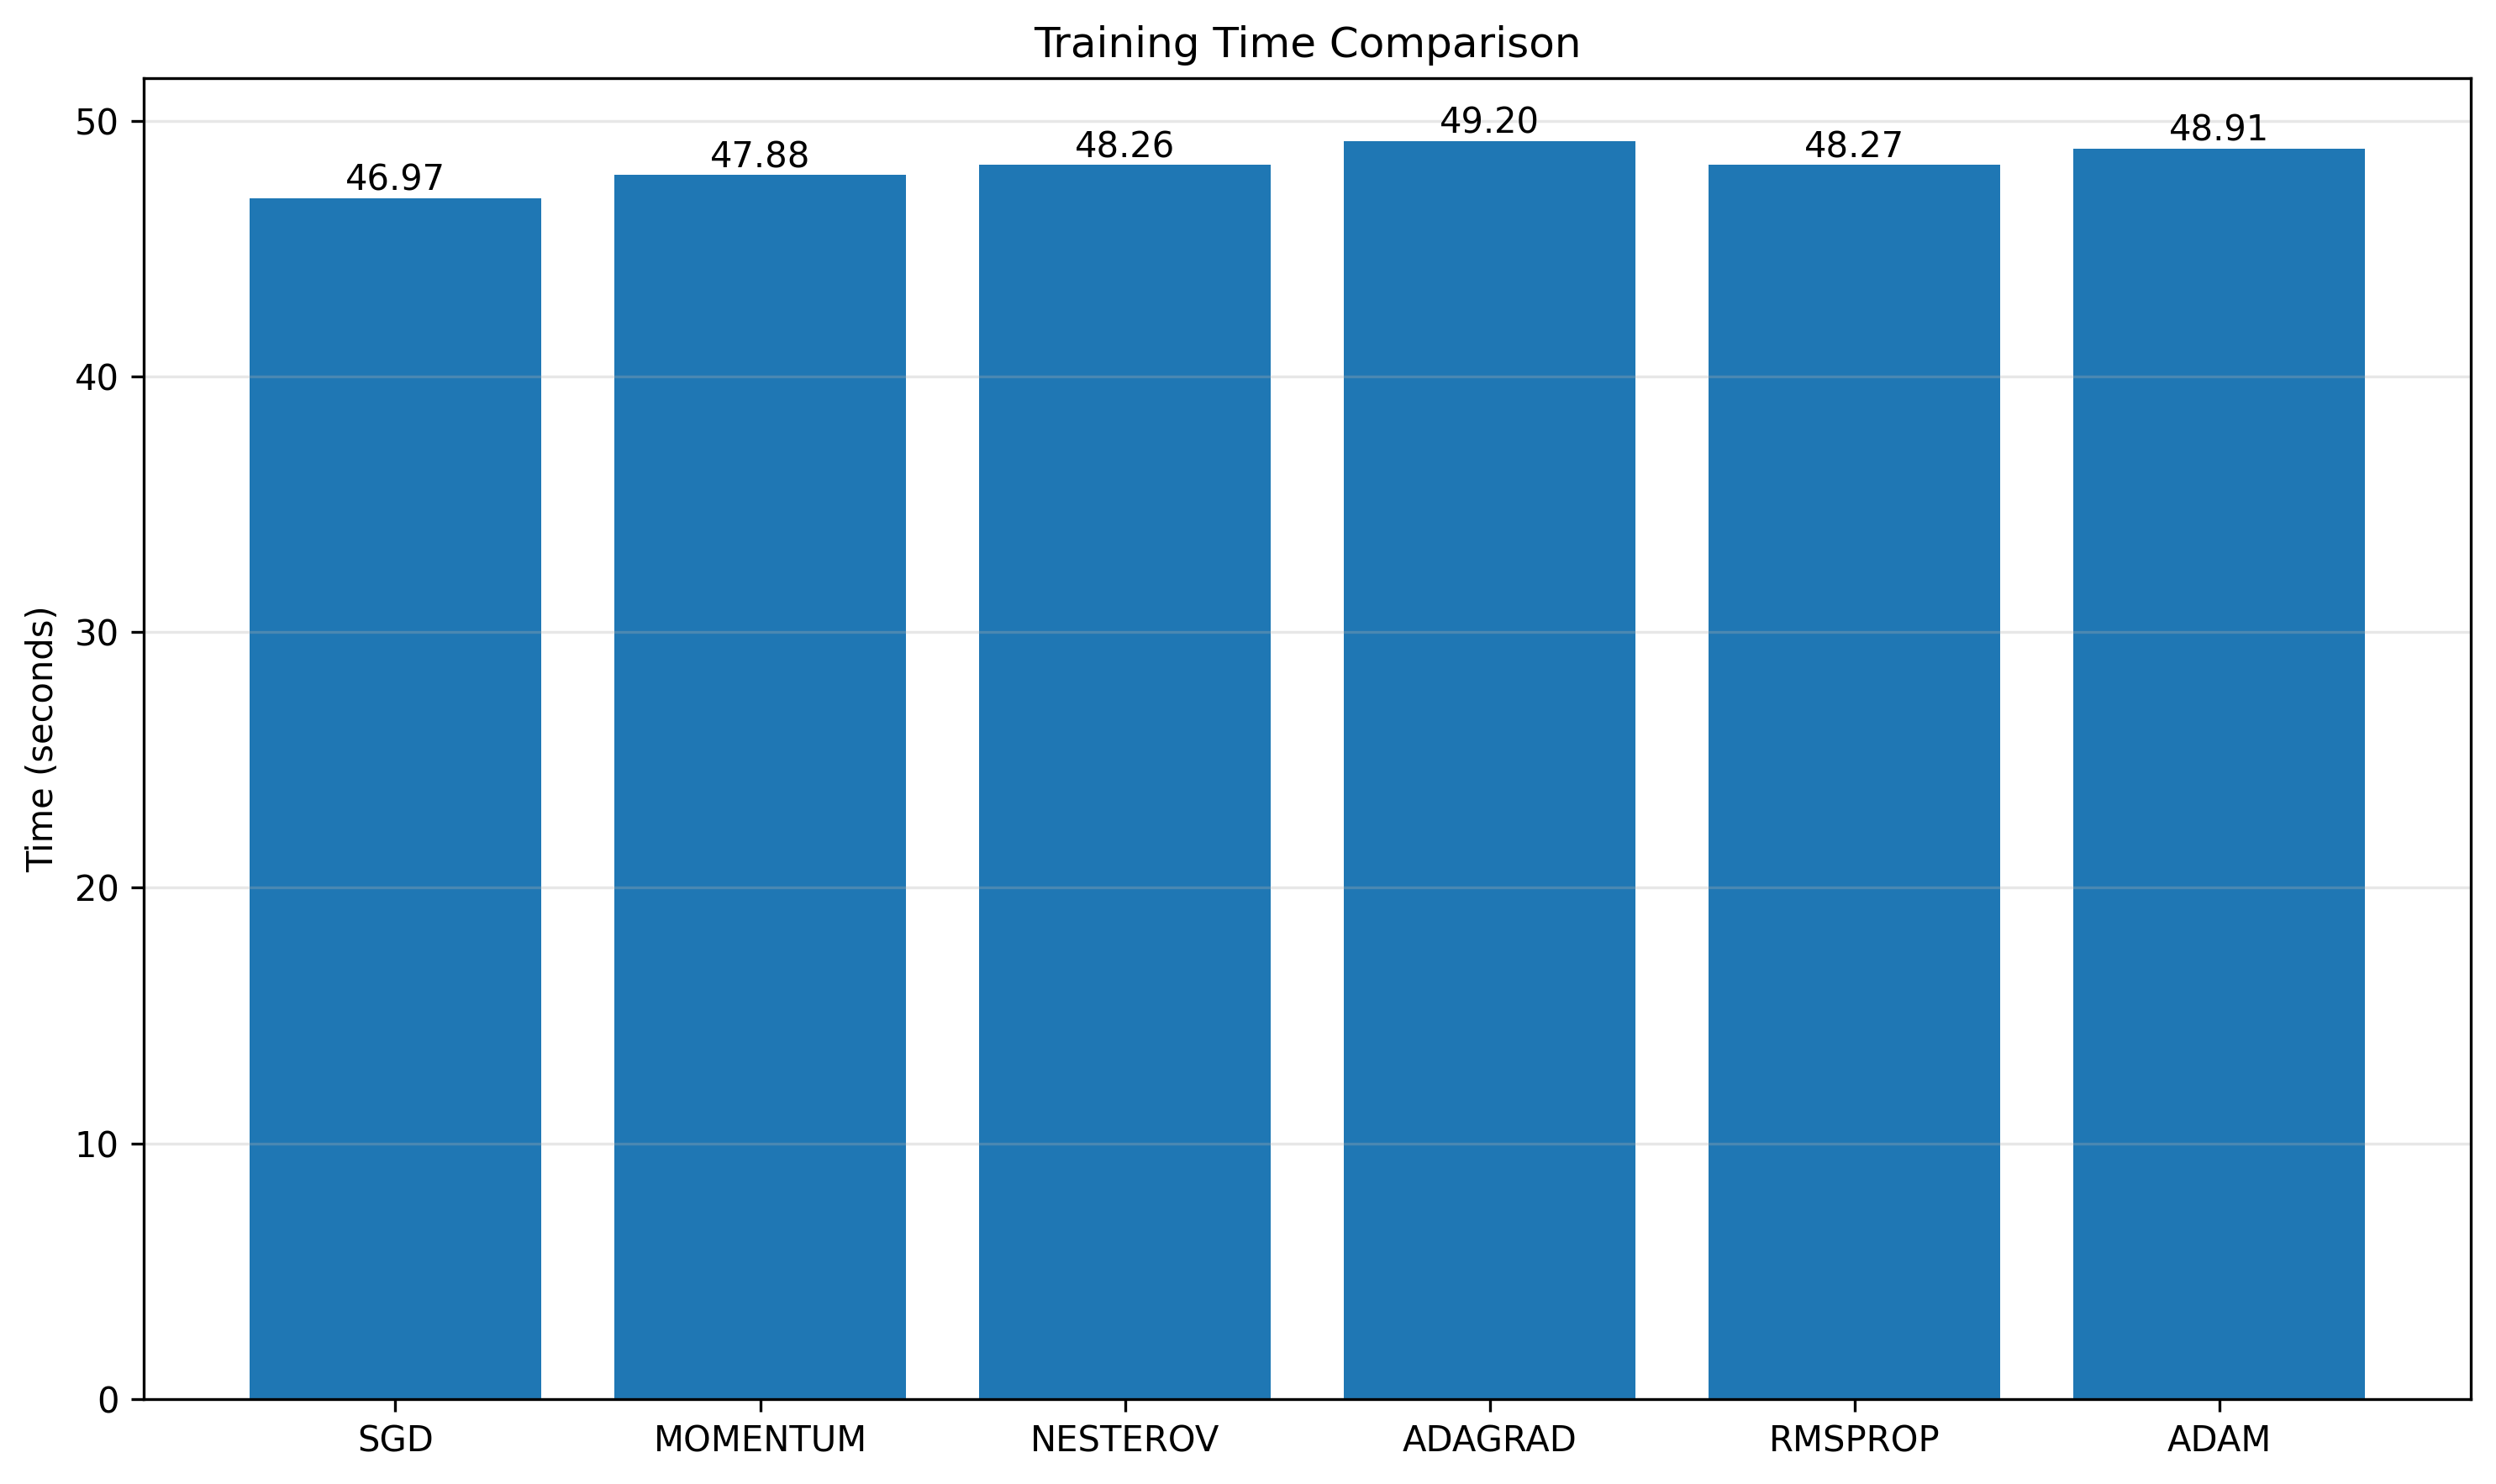 Training Time Comparison
Time (seconds)
50
40
30
20
10
0
46.97
47.88
48.26
49.20
48.27
48.91
SGD
MOMENTUM
NESTEROV
ADAGRAD
RMSPROP
ADAM